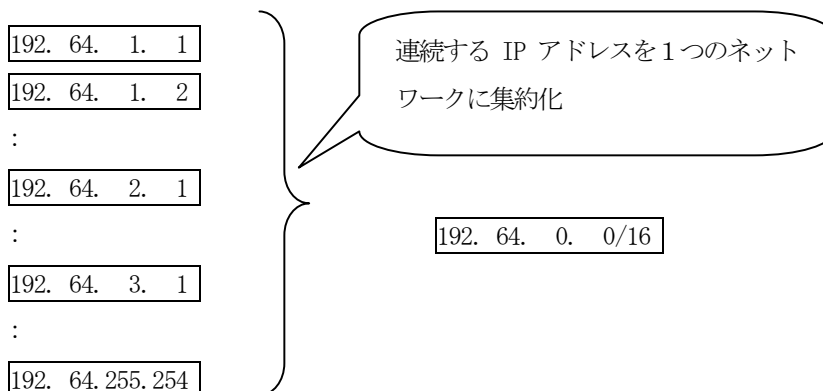 192. 64. 1. 1
192. 64. 1. 2
:
192. 64. 2. 1
:
192. 64. 3. 1
:
192. 64.255.254
連続する IP アドレスを１つのネット
ワークに集約化
192. 64. 0. 0/16